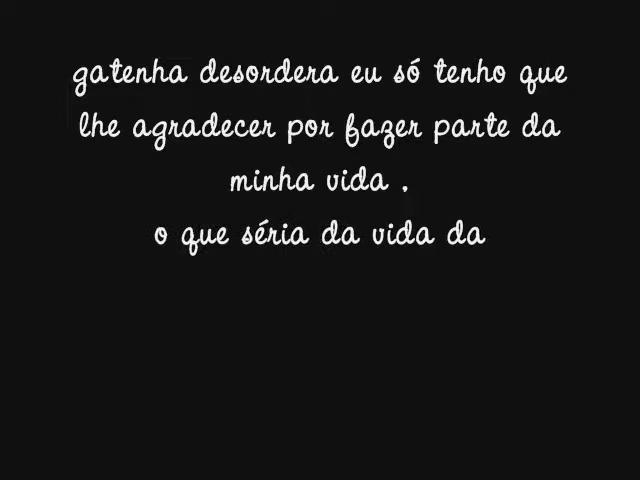 gatenha desordera eu só tenho que
lhe agradecer por fazer parte da
minha vida .
o que séria da vida da